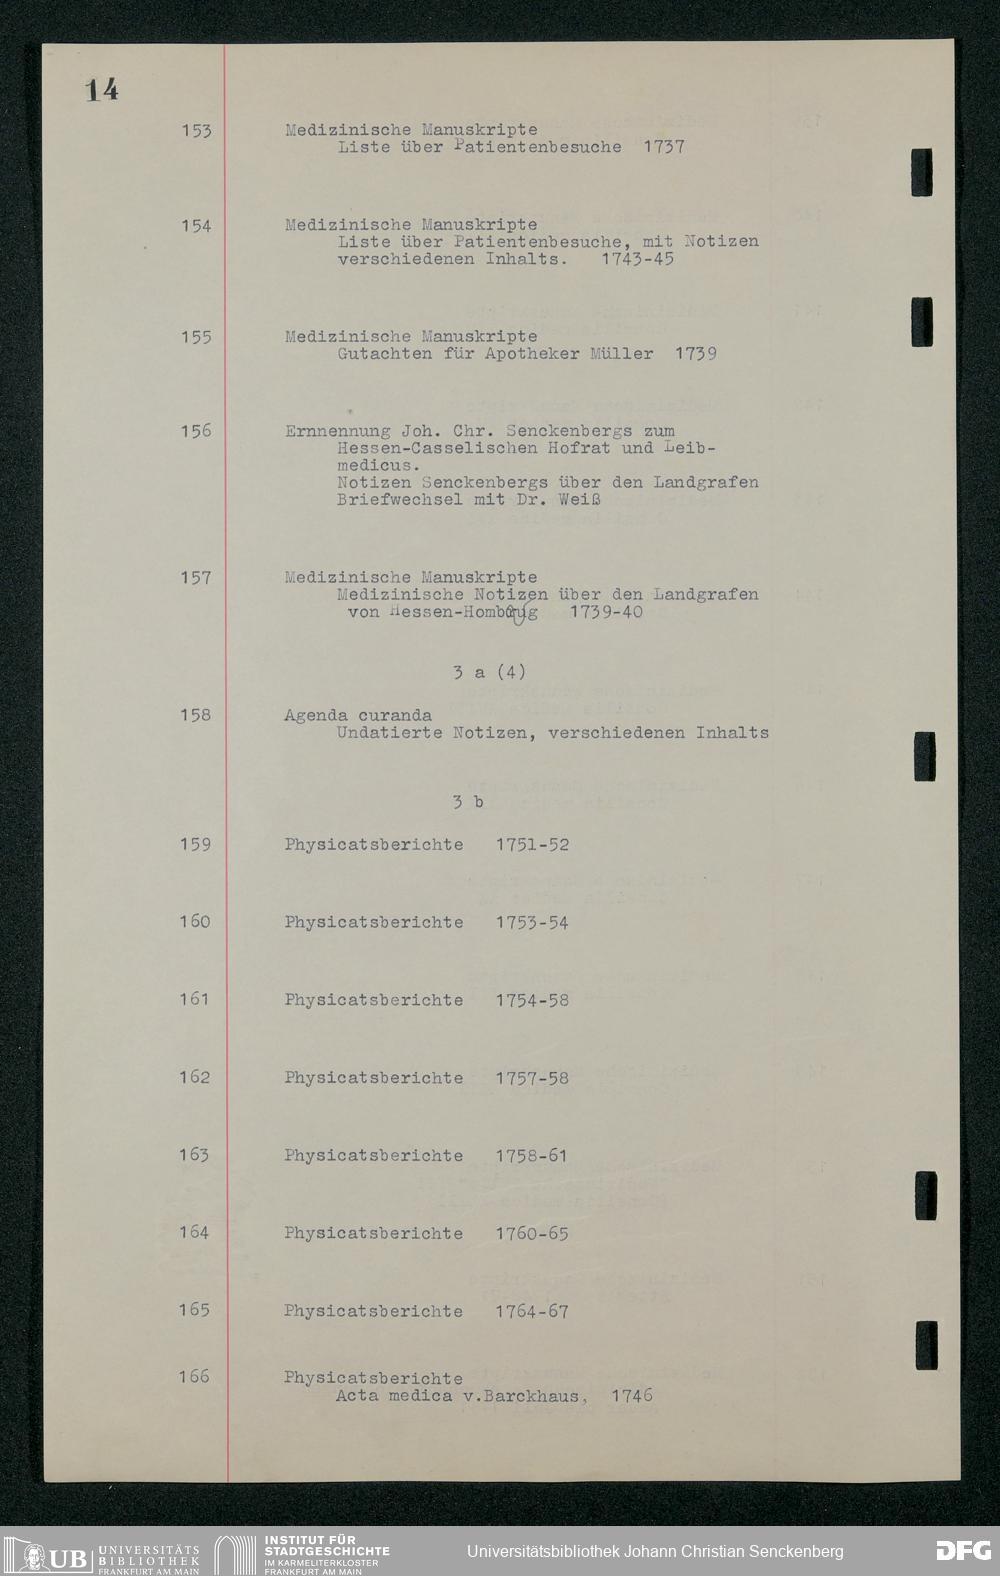 14
153 Medizinische Manuskripte
Liste über Patientenbesuche 1737
154 Medizinische Manuskripte
Liste über Patientenbesuche, mit Notizen
verschiedenen Inhalts. 1743-45
155 Medizinische Manuskripte
Gutachten für Apotheker Müller 1739
156 Ernnennung Joh. Chr. Senckenbergs zum
Hessen-Casselischen Hofrat und Leib-
medicus.
Notizen Senckenbergs über den Landgrafen
Briefwechsel mit Dr. Weiß
157 Medizinische Manuskripte
Medizinische Notizen über den Landgrafen
von Hessen-Homburg 1739-40
3 a (4)
158 Agenda curanda
Undatierte Notizen, verschiedenen Inhalts
3 b
159 Physicatsberichte 1751-52
160 Physicatsberichte 1753-54
161 Physicatsberichte 1754-58
162 Physicatsberichte 1757-58
163 Physicatsberichte 1758-61
164 Physicatsberichte 1760-65
165 Physicatsberichte 1764-67
166 Physicatsberichte
Acta medica v.Barckhaus, 1746
UB UNIVERSITÄTS
BIBLIOTHEK
FRANKFURT AM MAIN
INSTITUT FÜR
STADTGESCHICHTE
IM KARMELITERKLOSTER
FRANKFURT AM MAIN
Universitätsbibliothek Johann Christian Senckenberg
DFG